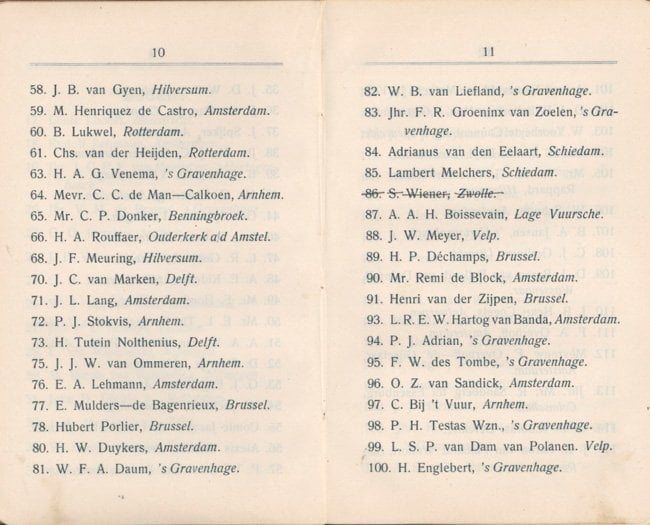 10
58. J. B. van Gyen, Hilversum.
59. M. Henriquez de Castro, Amsterdam.
60. B. Lukwel, Rotterdam.
61. Chs. van der Heijden, Rotterdam.
63. H. A. G. Venema, 's Gravenhage.
64. Mevr. C. C. de Man—Calkoen, Arnhem.
65. Mr. C. P. Donker, Benningbroek.
66. H. A. Rouffaer, Ouderkerk a/d Amstel.
68. J. F. Meuring, Hilversum.
70. J. C. van Marken, Delft.
71. J. L. Lang, Amsterdam.
72. P. J. Stokvis, Arnhem.
73. H. Tutein Nolthenius, Delft.
75. J. J. W. van Ommeren, Arnhem.
76. E. A. Lehmann, Amsterdam.
77. E. Mulders—de Bagenrieux, Brussel.
78. Hubert Porlier, Brussel.
80. H. W. Duykers, Amsterdam.
81. W. F. A. Daum, 's Gravenhage.
11
82. W. B. van Liefland, 's Gravenhage.
83. Jhr. F. R. Groeninx van Zoelen, 's Gra-
venhage.
84. Adrianus van den Eelaart, Schiedam.
85. Lambert Melchers, Schiedam.
86. S. Wiener, Zwolle.
87. A. A. H. Boissevain, Lage Vuursche.
88. J. W. Meyer, Velp.
89. H. P. Déchamps, Brussel.
90. Mr. Remi de Block, Amsterdam.
91. Henri van der Zijpen, Brussel.
93. L. R. E. W. Hartog van Banda, Amsterdam.
94. P. J. Adrian, 's Gravenhage.
95. F. W. des Tombe, 's Gravenhage.
96. O. Z. van Sandick, Amsterdam.
97. C. Bij 't Vuur, Arnhem.
98. P. H. Testas Wzn., 's Gravenhage.
99. L. S. P. van Dam van Polanen. Velp.
100. H. Englebert, 's Gravenhage.